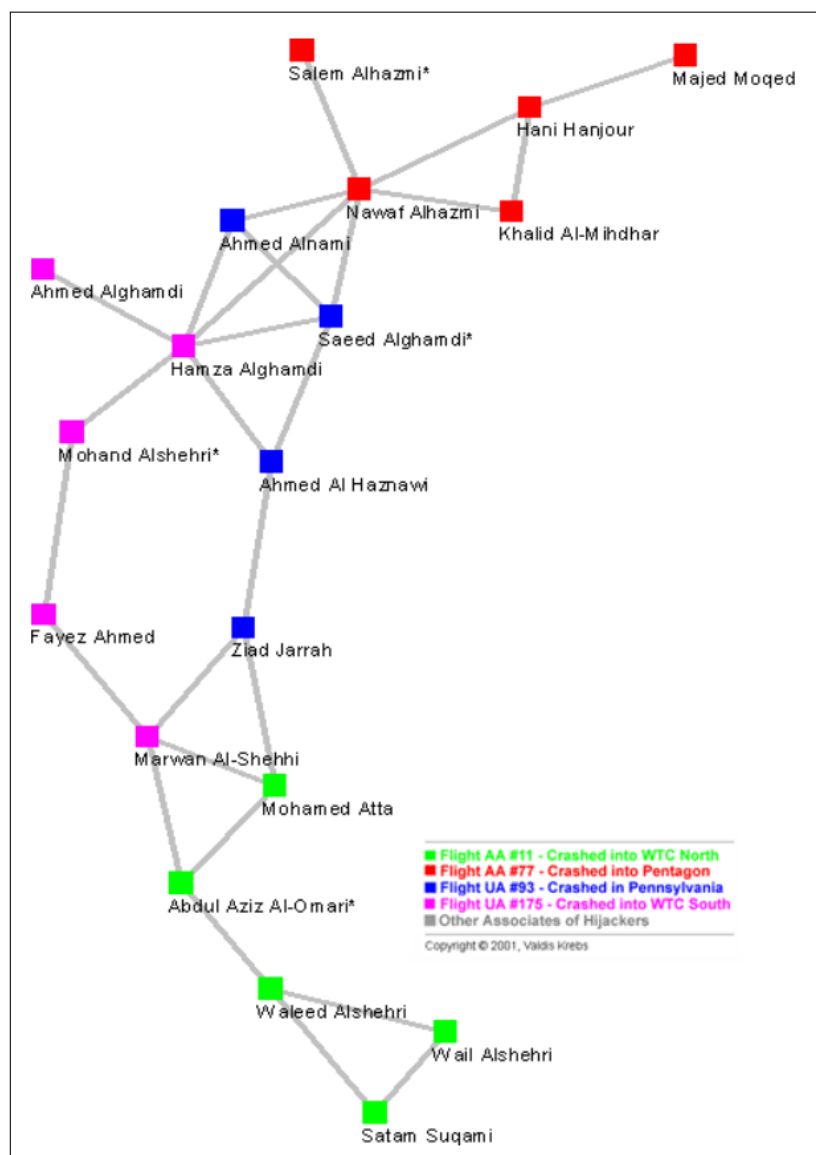 Salem Alhazmi*
Majed Moqed
Hani Hanjour
Nawaf Alhazmi
Khalid Al-Mihdhar
Ahmed Alnami
Ahmed Alghamdi
Saeed Alghamdi*
Hamza Alghamdi
Mohand Alshehri*
Ahmed Al Haznawi
Fayez Ahmed
Ziad Jarrah
Marwan Al-Shehhi
Mohamed Atta
Abdul Aziz Al-Omari*
Flight AA #11 - Crashed into WTC North
Flight AA #77 - Crashed into Pentagon
Flight UA #93 - Crashed in Pennsylvania
Flight UA #175 - Crashed into WTC South
Other Associates of Hijackers
Copyright © 2001, Valdis Krebs
Waleed Alshehri
Wail Alshehri
Satam Suqami